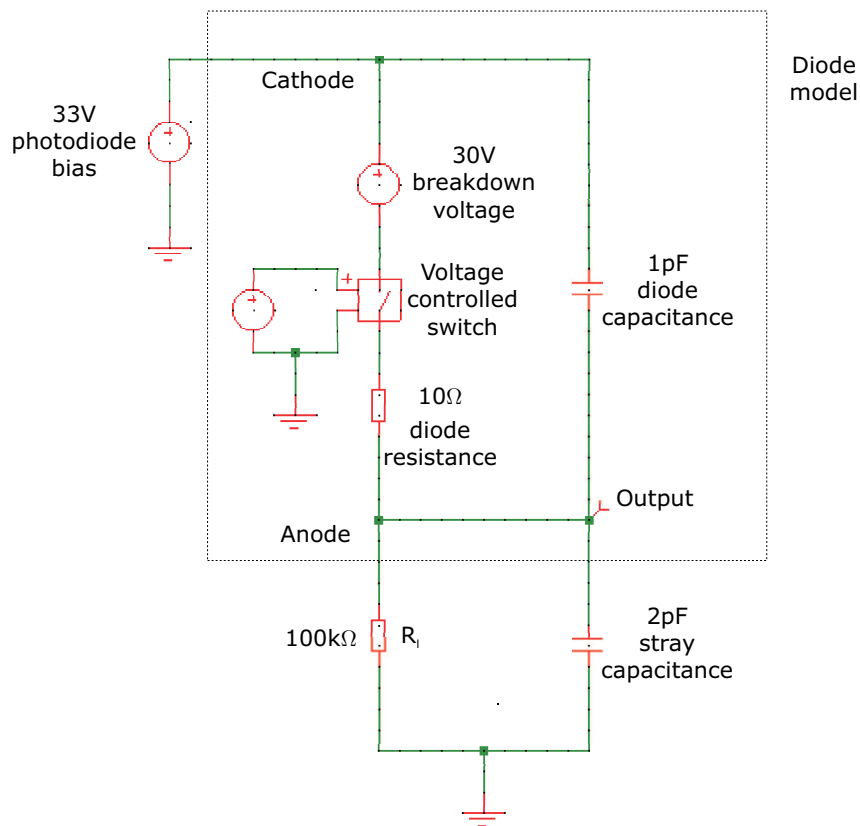 Diode
model
Cathode
33V
photodiode
bias
30V
breakdown
voltage
Voltage
controlled
switch
1pF
diode
capacitance
10Ω
diode
resistance
Output
Anode
100kΩ
Rₗ
2pF
stray
capacitance